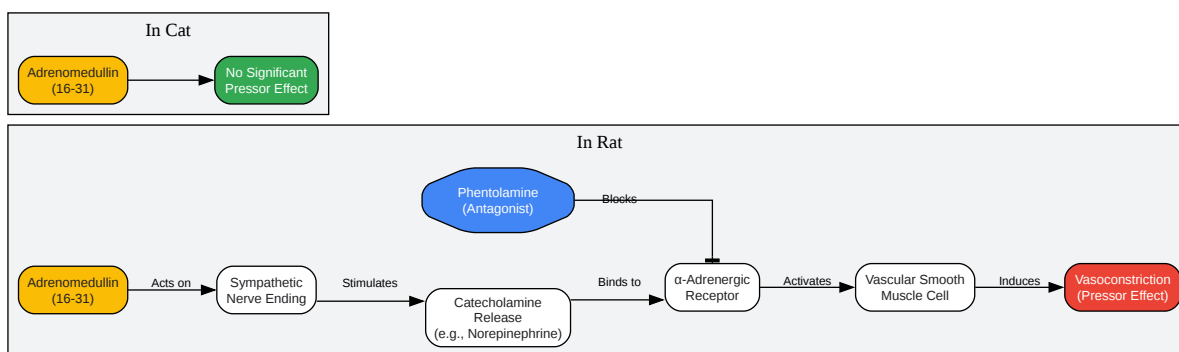 In Cat
Adrenomedullin
(16-31)
No Significant
Pressor Effect
In Rat
Phentolamine
(Antagonist)
Blocks
Adrenomedullin
(16-31)
Acts on
Sympathetic
Nerve Ending
Stimulates
Catecholamine
Release
(e.g., Norepinephrine)
Binds to
α-Adrenergic
Receptor
Activates
Vascular Smooth
Muscle Cell
Induces
Vasoconstriction
(Pressor Effect)